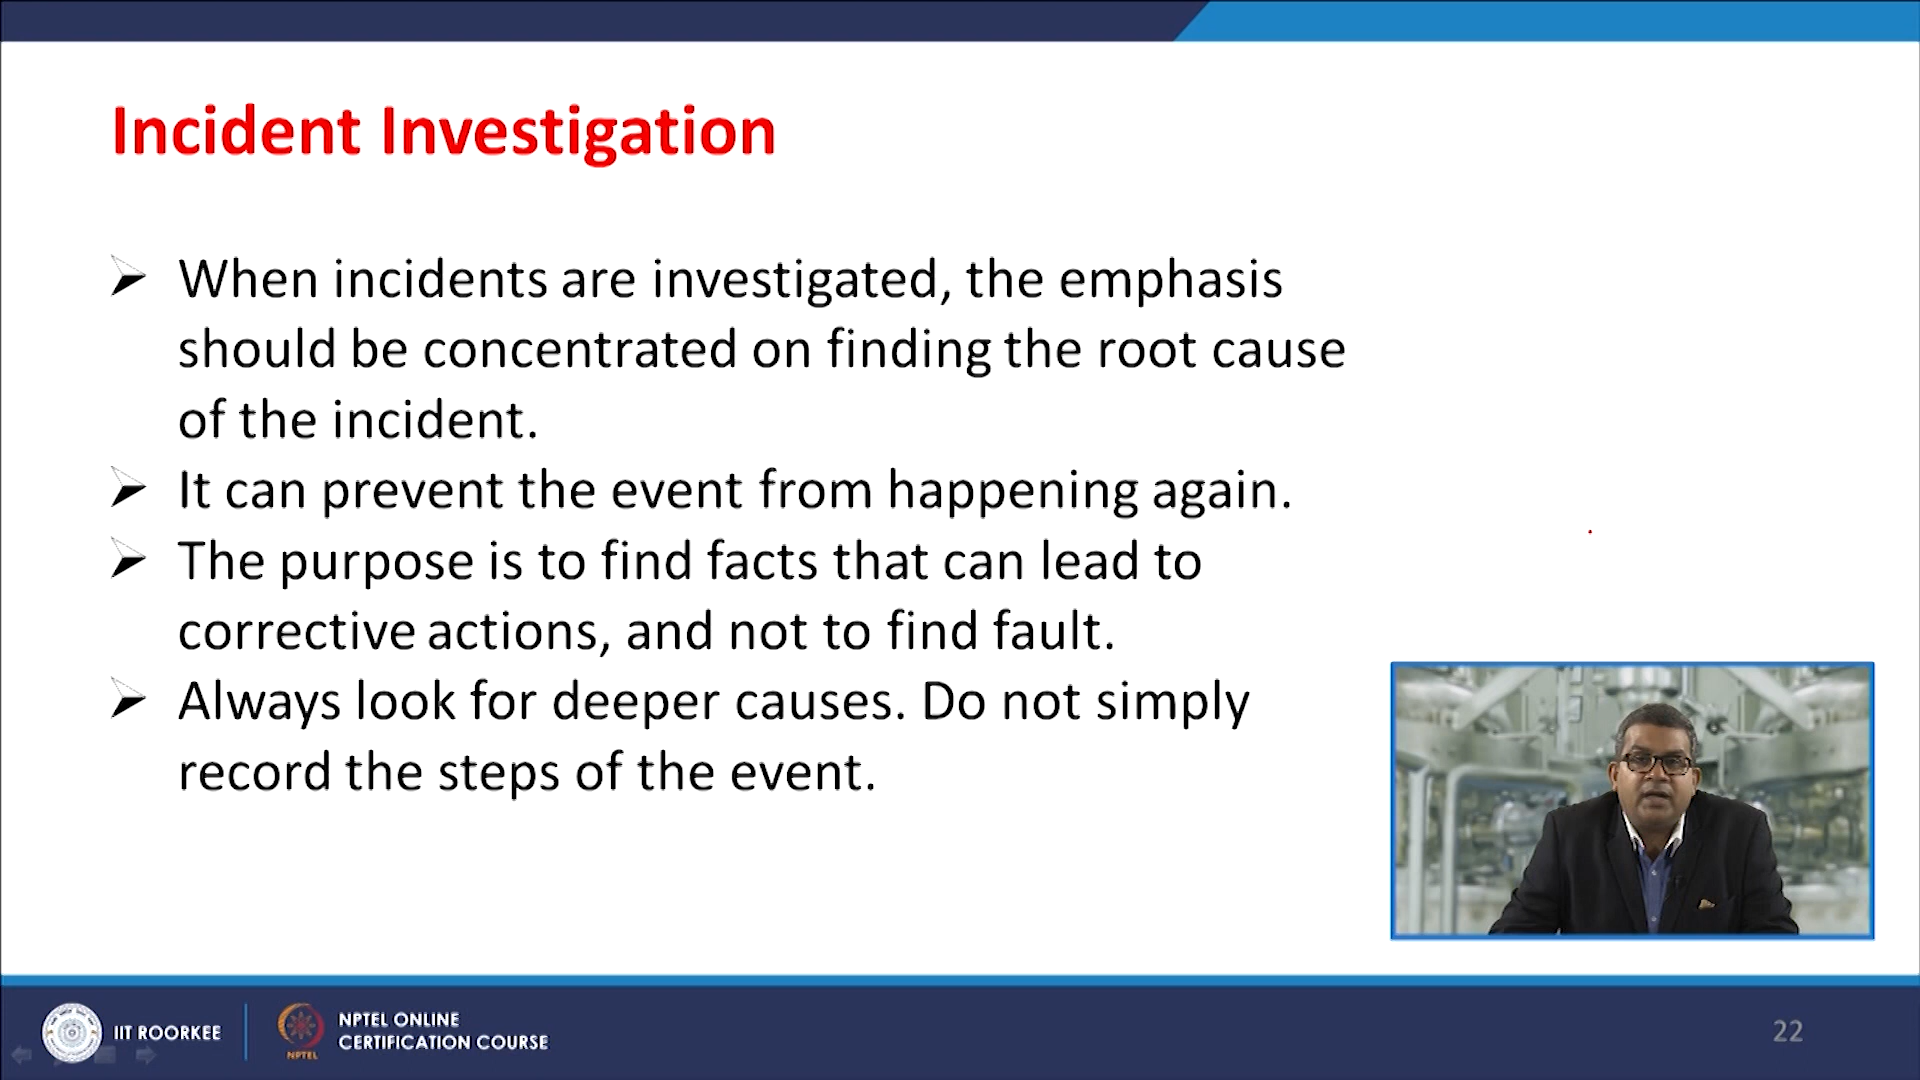 Incident Investigation
When incidents are investigated, the emphasis
should be concentrated on finding the root cause
of the incident.
It can prevent the event from happening again.
The purpose is to find facts that can lead to
corrective actions, and not to find fault.
Always look for deeper causes. Do not simply
record the steps of the event.
IIT ROORKEE
NPTEL
NPTEL ONLINE
CERTIFICATION COURSE
22